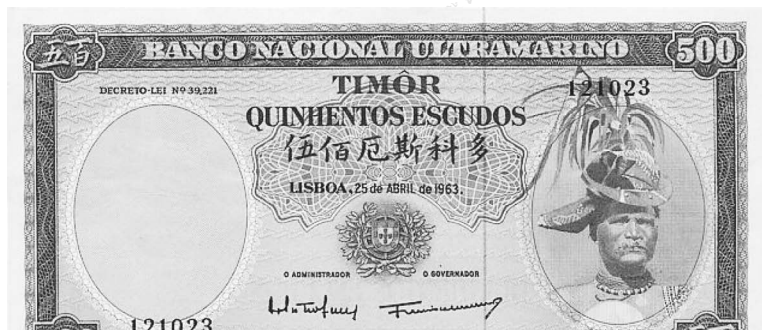 五百 BANCO NACIONAL ULTRAMARINO 500
TIMÔR
DECRETO-LEI Nº 39,221 121023
QUINHENTOS ESCUDOS
伍佰厄斯科多
LISBOA, 25 de ABRIL de 1963.
O ADMINISTRADOR O GOVERNADOR
121023